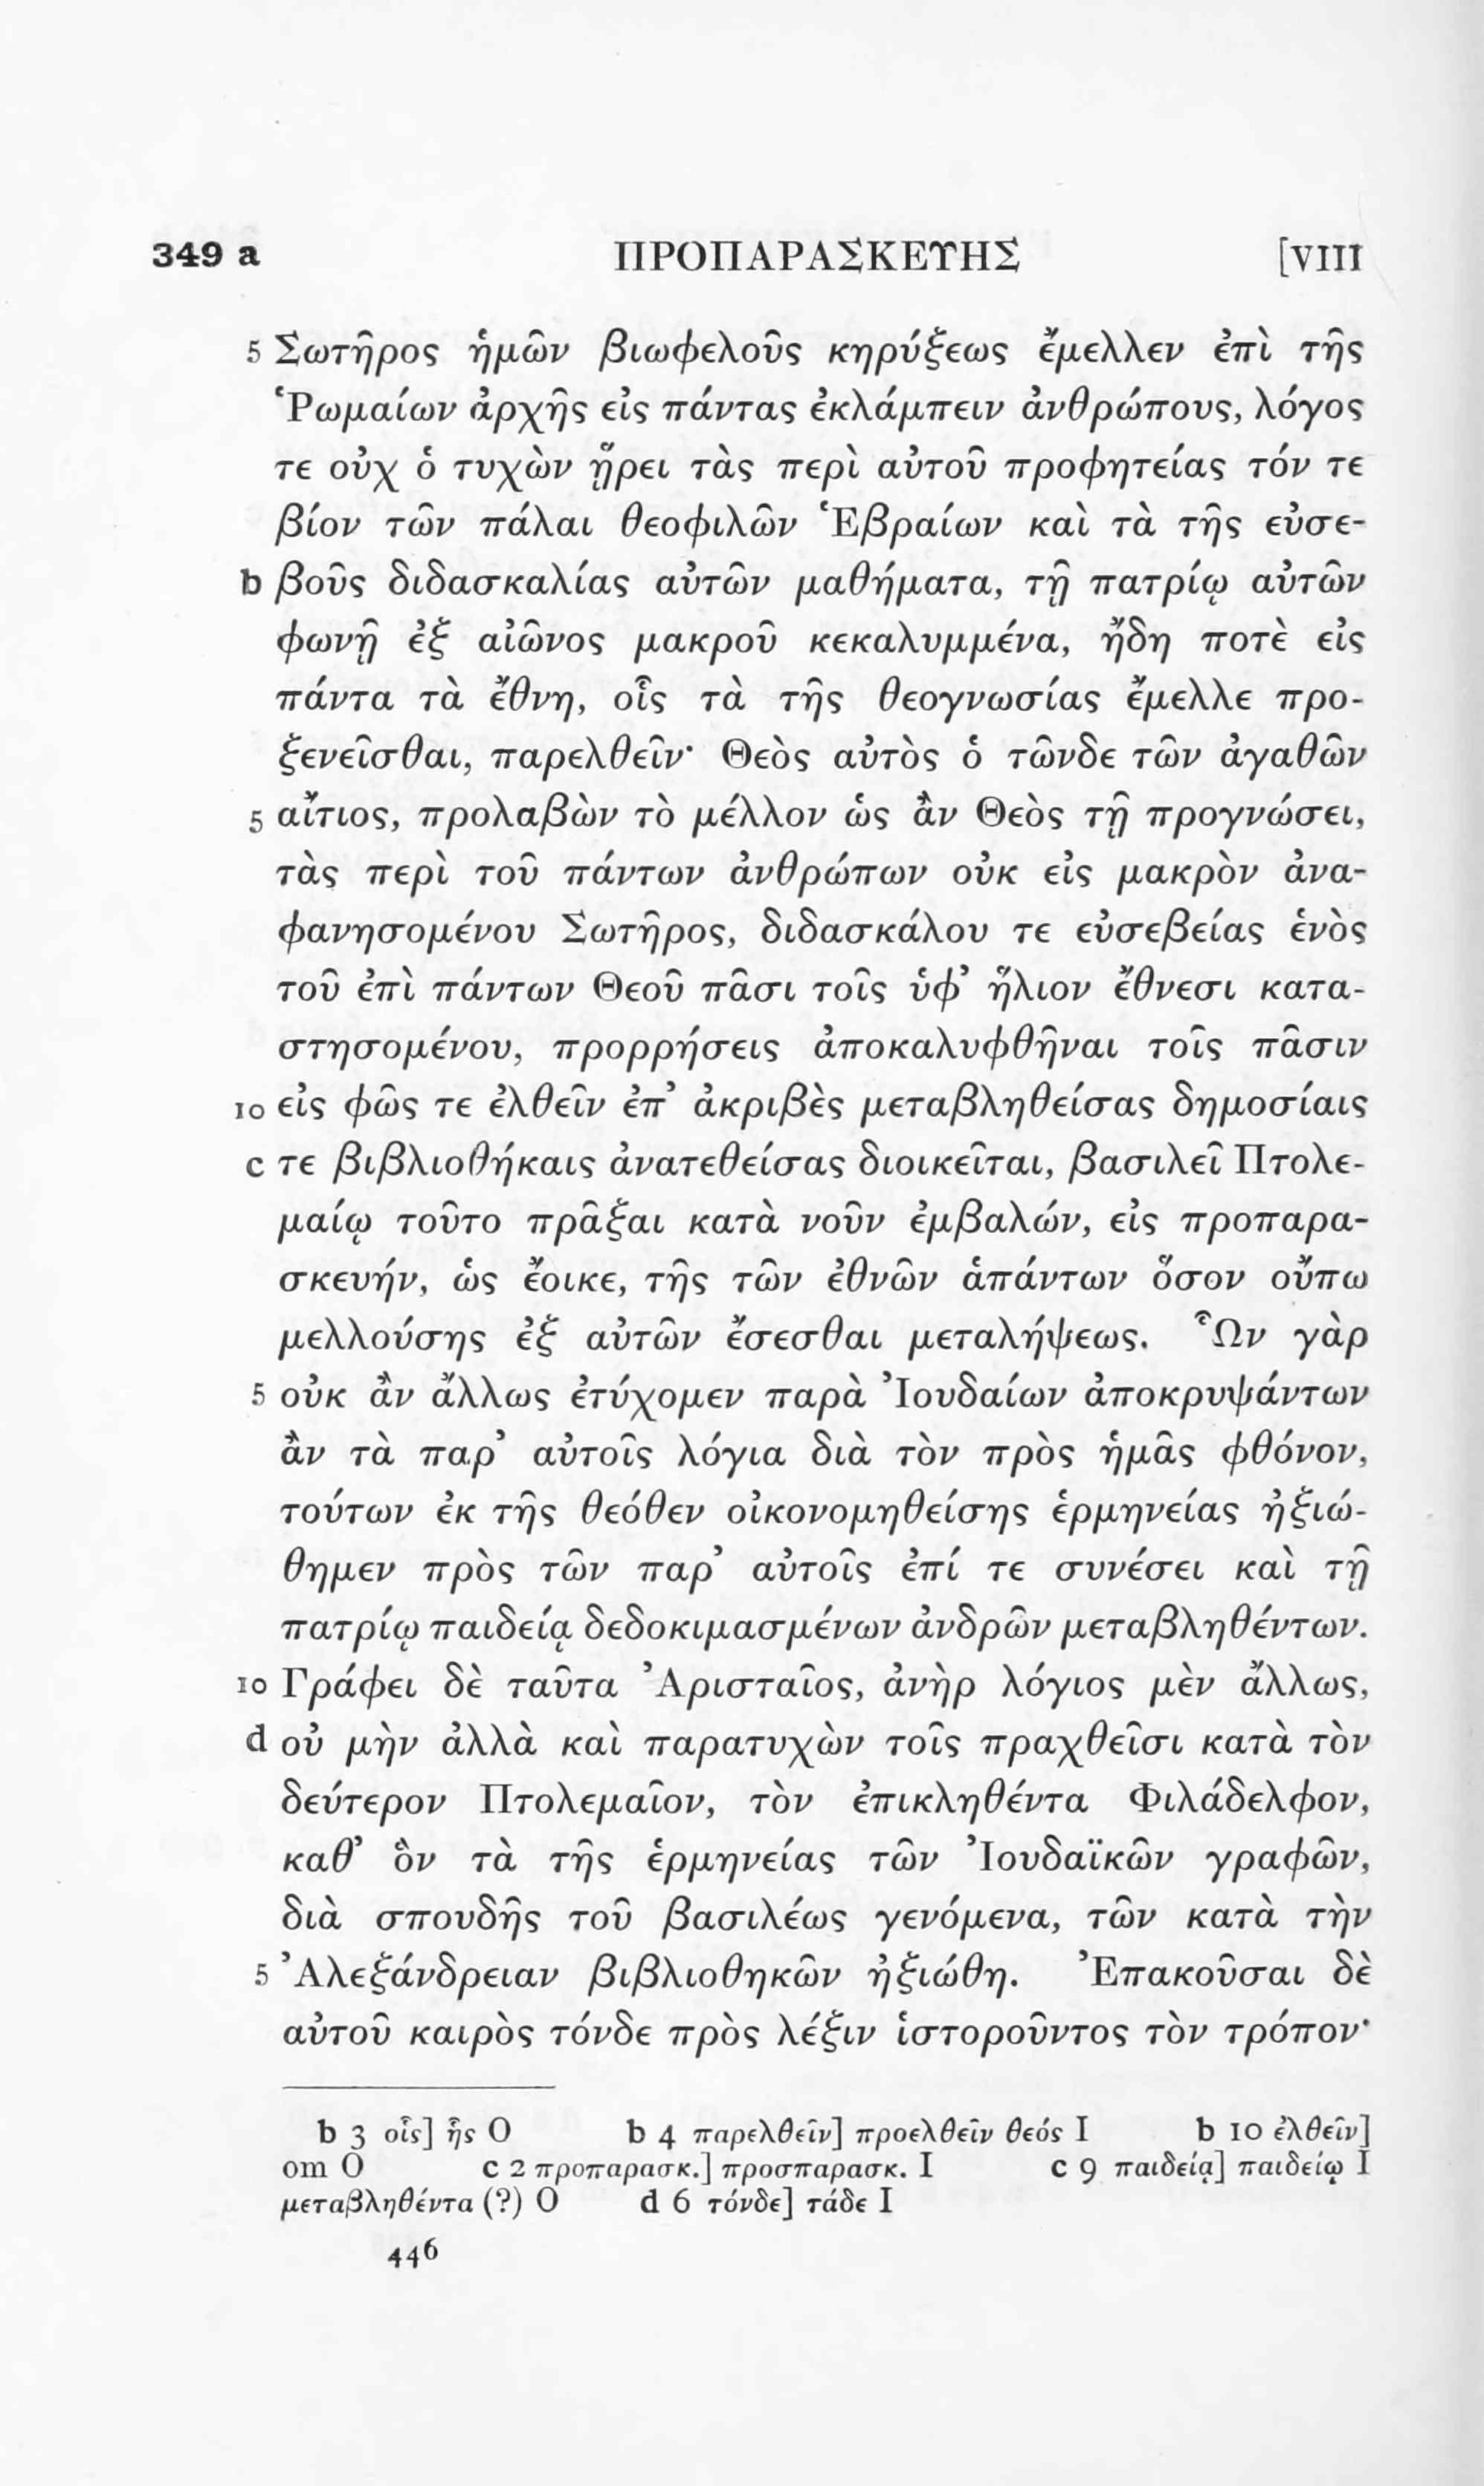 349 a ΠΡΟΠΑΡΑΣΚΕΥΗΣ [VIII
5 Σωτῆρος ἡμῶν βιωφελοῦς κηρύξεως ἔμελλεν ἐπὶ τῆς
Ῥωμαίων ἀρχῆς εἰς πάντας ἐκλάμπειν ἀνθρώπους, λόγος
τε οὐχ ὁ τυχὼν ᾕρει τὰς περὶ αὐτοῦ προφητείας τόν τε
βίον τῶν πάλαι θεοφιλῶν Ἑβραίων καὶ τὰ τῆς εὐσε-
b βοῦς διδασκαλίας αὐτῶν μαθήματα, τῇ πατρίῳ αὐτῶν
φωνῇ ἐξ αἰῶνος μακροῦ κεκαλυμμένα, ἤδη ποτὲ εἰς
πάντα τὰ ἔθνη, οἷς τὰ τῆς θεογνωσίας ἔμελλε προ-
ξενεῖσθαι, παρελθεῖν· Θεὸς αὐτὸς ὁ τῶνδε τῶν ἀγαθῶν
5 αἴτιος, προλαβὼν τὸ μέλλον ὡς ἂν Θεὸς τῇ προγνώσει,
τὰς περὶ τοῦ πάντων ἀνθρώπων οὐκ εἰς μακρὸν ἀνα-
φανησομένου Σωτῆρος, διδασκάλου τε εὐσεβείας ἑνὸς
τοῦ ἐπὶ πάντων Θεοῦ πᾶσι τοῖς ὑφ’ ἥλιον ἔθνεσι κατα-
στησομένου, προρρήσεις ἀποκαλυφθῆναι τοῖς πᾶσιν
10 εἰς φῶς τε ἐλθεῖν ἐπ’ ἀκριβὲς μεταβληθείσας δημοσίαις
c τε βιβλιοθήκαις ἀνατεθείσας διοικεῖται, βασιλεῖ Πτολε-
μαίῳ τοῦτο πρᾶξαι κατὰ νοῦν ἐμβαλών, εἰς προπαρα-
σκευήν, ὡς ἔοικε, τῆς τῶν ἐθνῶν ἁπάντων ὅσον οὔπω
μελλούσης ἐξ αὐτῶν ἔσεσθαι μεταλήψεως. Ὧν γὰρ
5 οὐκ ἂν ἄλλως ἐτύχομεν παρὰ Ἰουδαίων ἀποκρυψάντων
ἂν τὰ παρ’ αὐτοῖς λόγια διὰ τὸν πρὸς ἡμᾶς φθόνον,
τούτων ἐκ τῆς θεόθεν οἰκονομηθείσης ἑρμηνείας ἠξιώ-
θημεν πρὸς τῶν παρ’ αὐτοῖς ἐπί τε συνέσει καὶ τῇ
πατρίῳ παιδείᾳ δεδοκιμασμένων ἀνδρῶν μεταβληθέντων.
10 Γράφει δὲ ταῦτα Ἀρισταῖος, ἀνὴρ λόγιος μὲν ἄλλως,
d οὐ μὴν ἀλλὰ καὶ παρατυχὼν τοῖς πραχθεῖσι κατὰ τὸν
δεύτερον Πτολεμαῖον, τὸν ἐπικληθέντα Φιλάδελφον,
καθ’ ὃν τὰ τῆς ἑρμηνείας τῶν Ἰουδαϊκῶν γραφῶν,
διὰ σπουδῆς τοῦ βασιλέως γενόμενα, τῶν κατὰ τὴν
5 Ἀλεξάνδρειαν βιβλιοθηκῶν ἠξιώθη. Ἐπακοῦσαι δὲ
αὐτοῦ καιρὸς τόνδε πρὸς λέξιν ἱστοροῦντος τὸν τρόπον·
b 3 οἷς] ἧς O b 4 παρελθεῖν] προελθεῖν θεός I b 10 ἐλθεῖν]
om O c 2 προπαρασκ.] προσπαρασκ. I c 9 παιδείᾳ] παιδείῳ I
μεταβληθέντα (?) O d 6 τόνδε] τάδε I
446